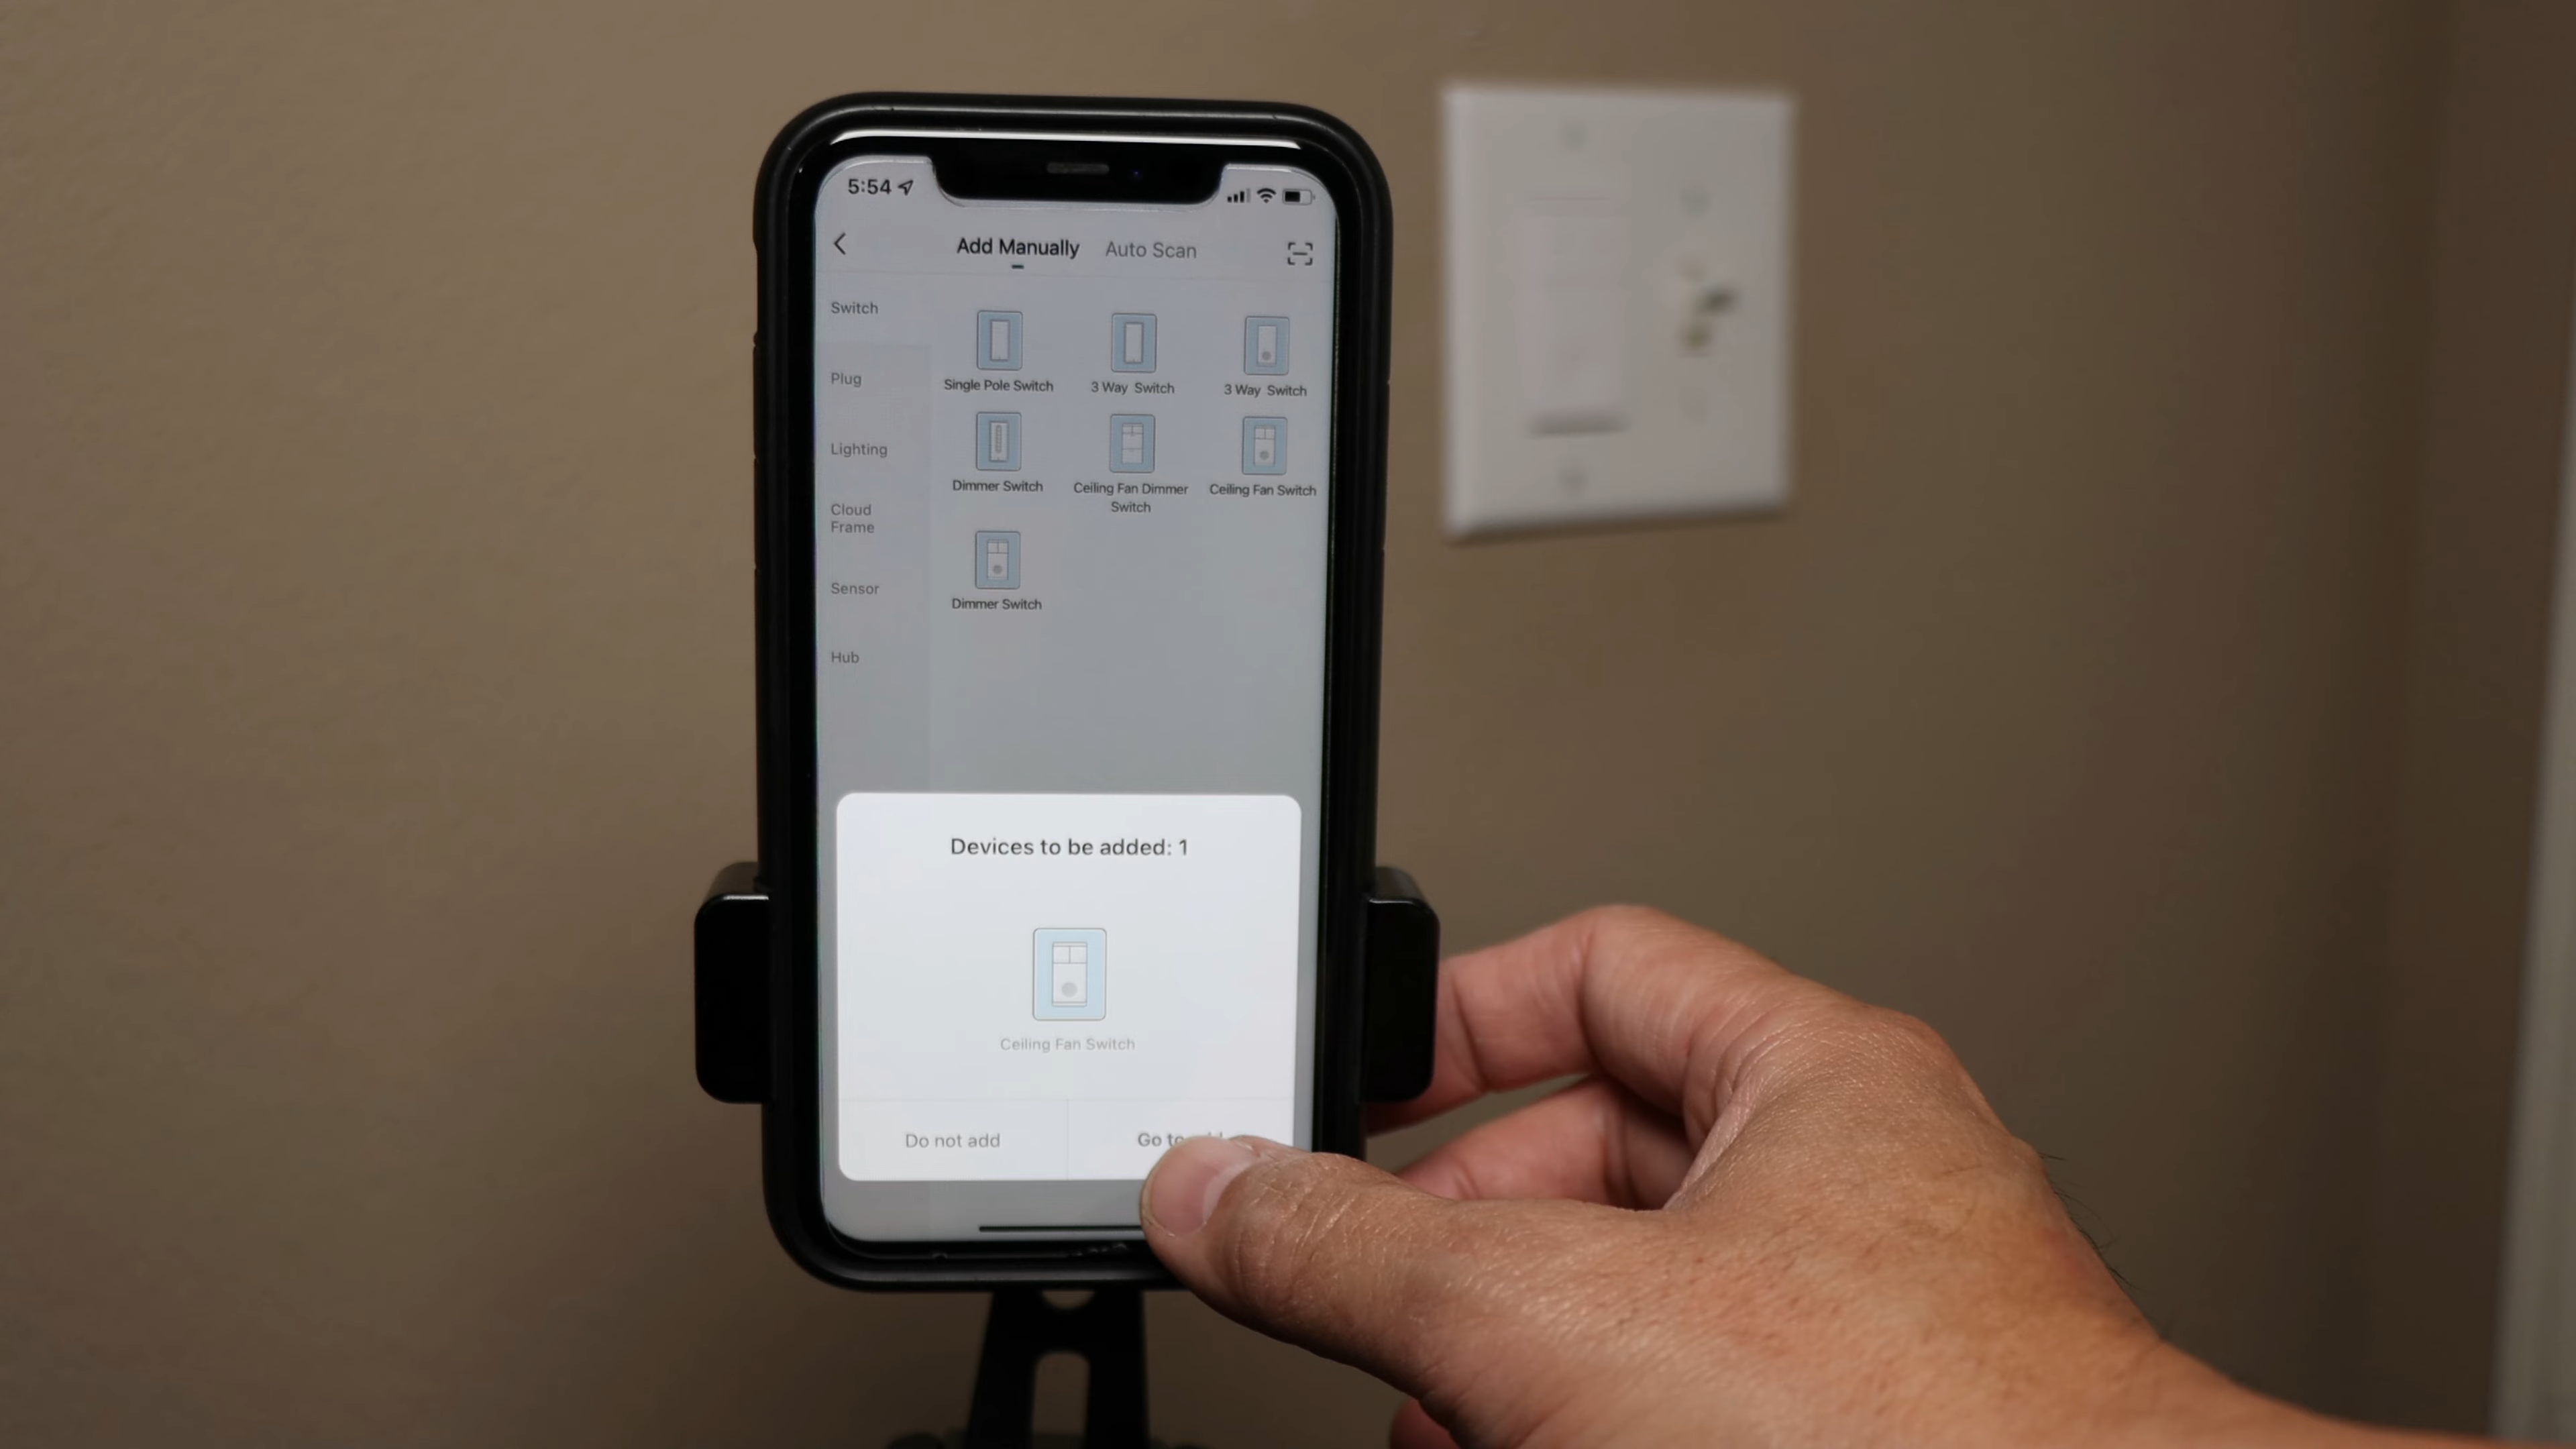 5:54
Add Manually Auto Scan
Switch
Plug
Lighting
Cloud
Frame
Sensor
Hub
Single Pole Switch 3 Way Switch 3 Way Switch
Dimmer Switch Ceiling Fan Dimmer Ceiling Fan Switch
Switch
Dimmer Switch
Devices to be added: 1
Ceiling Fan Switch
Do not add Go to